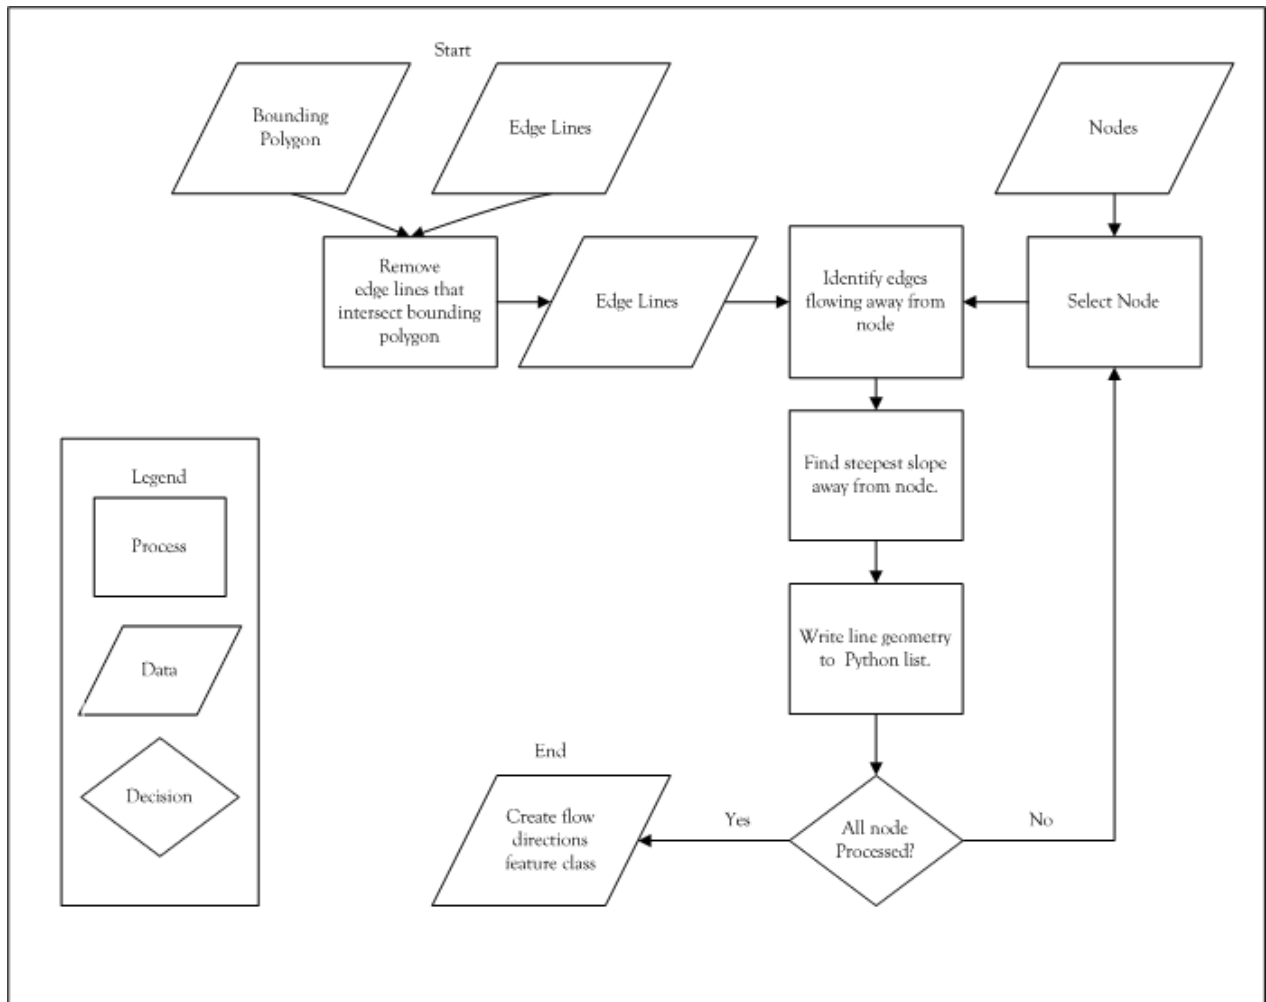 Start
Bounding
Polygon
Edge Lines
Nodes
Remove
edge lines that
intersect bounding
polygon
Edge Lines
Identify edges
flowing away from
node
Select Node
Find steepest slope
away from node.
Write line geometry
to Python list.
All node
Processed?
Yes
No
End
Create flow
directions
feature class
Legend
Process
Data
Decision